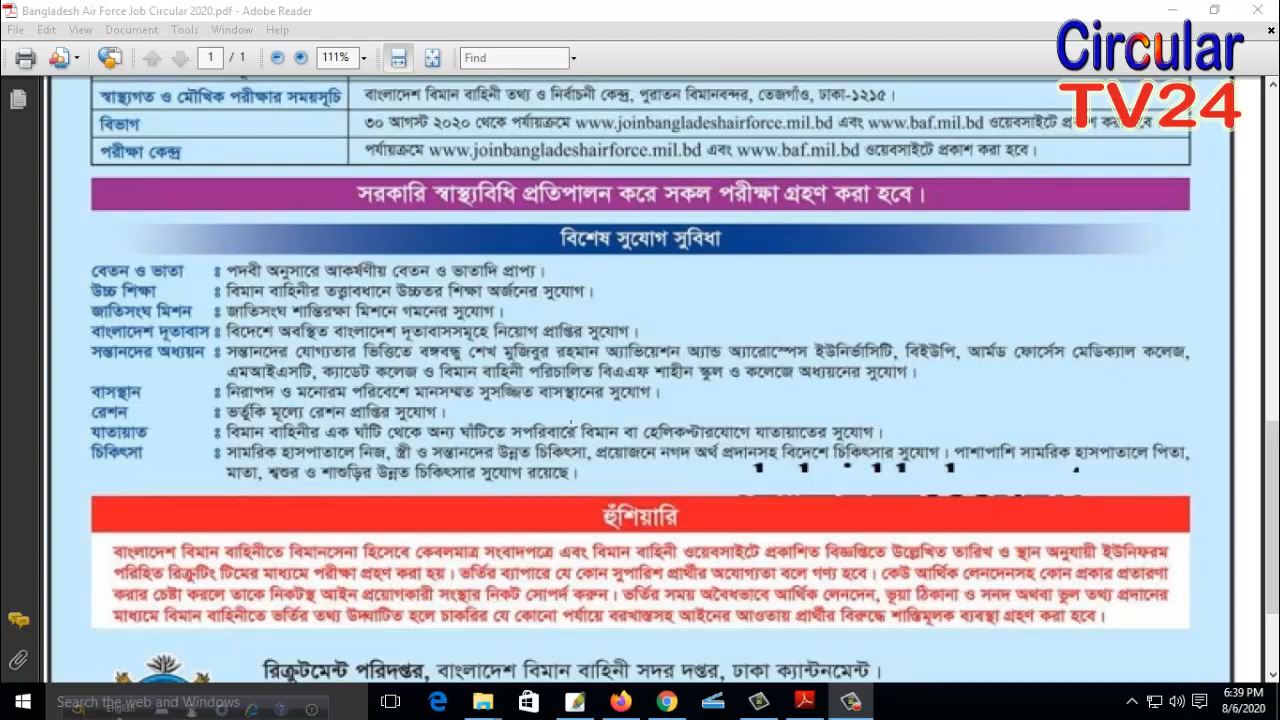 Bangladesh Air Force Job Circular 2020.pdf - Adobe Reader
File Edit View Document Tools Window Help
1 / 1 111% Find
Circular
TV24
স্বাস্থ্যগত ও মৌখিক পরীক্ষার সময়সূচি বাংলাদেশ বিমান বাহিনী তথ্য ও নির্বাচনী কেন্দ্র, পুরাতন বিমানবন্দর, তেজগাঁও, ঢাকা-১২১৫।
বিভাগ ৩০ আগস্ট ২০২০ থেকে পর্যায়ক্রমে www.joinbangladeshairforce.mil.bd এবং www.baf.mil.bd ওয়েবসাইটে প্রকাশ করা হবে
পরীক্ষা কেন্দ্র পর্যায়ক্রমে www.joinbangladeshairforce.mil.bd এবং www.baf.mil.bd ওয়েবসাইটে প্রকাশ করা হবে।
সরকারি স্বাস্থ্যবিধি প্রতিপালন করে সকল পরীক্ষা গ্রহণ করা হবে।
বিশেষ সুযোগ সুবিধা
বেতন ও ভাতা ঃ পদবী অনুসারে আকর্ষণীয় বেতন ও ভাতাদি প্রাপ্য।
উচ্চ শিক্ষা ঃ বিমান বাহিনীর তত্ত্বাবধানে উচ্চতর শিক্ষা অর্জনের সুযোগ।
জাতিসংঘ মিশন ঃ জাতিসংঘ শান্তিরক্ষা মিশনে গমনের সুযোগ।
বাংলাদেশ দূতাবাস ঃ বিদেশে অবস্থিত বাংলাদেশ দূতাবাসসমূহে নিয়োগ প্রাপ্তির সুযোগ।
সন্তানদের অধ্যয়ন ঃ সন্তানদের যোগ্যতার ভিত্তিতে বঙ্গবন্ধু শেখ মুজিবুর রহমান অ্যাভিয়েশন অ্যান্ড অ্যারোস্পেস ইউনির্ভাসিটি, বিইউপি, আর্মড ফোর্সেস মেডিক্যাল কলেজ,
এমআইএসটি, ক্যাডেট কলেজ ও বিমান বাহিনী পরিচালিত বিএএফ শাহীন স্কুল ও কলেজে অধ্যয়নের সুযোগ।
বাসস্থান ঃ নিরাপদ ও মনোরম পরিবেশে মানসম্মত সুসজ্জিত বাসস্থানের সুযোগ।
রেশন ঃ ভর্তুকি মূল্যে রেশন প্রাপ্তির সুযোগ।
যাতায়াত ঃ বিমান বাহিনীর এক ঘাঁটি থেকে অন্য ঘাঁটিতে সপরিবারে বিমান বা হেলিকপ্টারযোগে যাতায়াতের সুযোগ।
চিকিৎসা ঃ সামরিক হাসপাতালে নিজ, স্ত্রী ও সন্তানদের উন্নত চিকিৎসা, প্রয়োজনে নগদ অর্থ প্রদানসহ বিদেশে চিকিৎসার সুযোগ। পাশাপাশি সামরিক হাসপাতালে পিতা,
মাতা, শ্বশুর ও শাশুড়ির উন্নত চিকিৎসার সুযোগ রয়েছে।
হুঁশিয়ারি
বাংলাদেশ বিমান বাহিনীতে বিমানসেনা হিসেবে কেবলমাত্র সংবাদপত্রে এবং বিমান বাহিনী ওয়েবসাইটে প্রকাশিত বিজ্ঞপ্তিতে উল্লেখিত তারিখ ও স্থান অনুযায়ী ইউনিফরম
পরিহিত রিক্রুটিং টিমের মাধ্যমে পরীক্ষা গ্রহণ করা হয়। ভর্তির ব্যাপারে যে কোন সুপারিশ প্রার্থীর অযোগ্যতা বলে গণ্য হবে। কেউ আর্থিক লেনদেনসহ কোন প্রকার প্রতারণা
করার চেষ্টা করলে তাকে নিকটস্থ আইন প্রয়োগকারী সংস্থার নিকট সোপর্দ করুন। ভর্তির সময় অবৈধভাবে আর্থিক লেনদেন, ভূয়া ঠিকানা ও সনদ অথবা ভুল তথ্য প্রদানের
মাধ্যমে বিমান বাহিনীতে ভর্তির তথ্য উদ্ঘাটিত হলে চাকরির যে কোনো পর্যায়ে বরখাস্তসহ আইনের আওতায় প্রার্থীর বিরুদ্ধে শাস্তিমূলক ব্যবস্থা গ্রহণ করা হবে।
রিক্রুটমেন্ট পরিদপ্তর, বাংলাদেশ বিমান বাহিনী সদর দপ্তর, ঢাকা ক্যান্টনমেন্ট।
Search the web and Windows
English
6:39 PM
8/6/2020